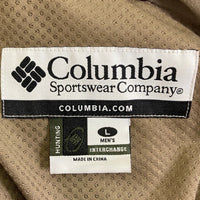 Columbia
Sportswear Company®
COLUMBIA.COM
HUNTING
L
MEN'S
INTERCHANGE
MADE IN CHINA